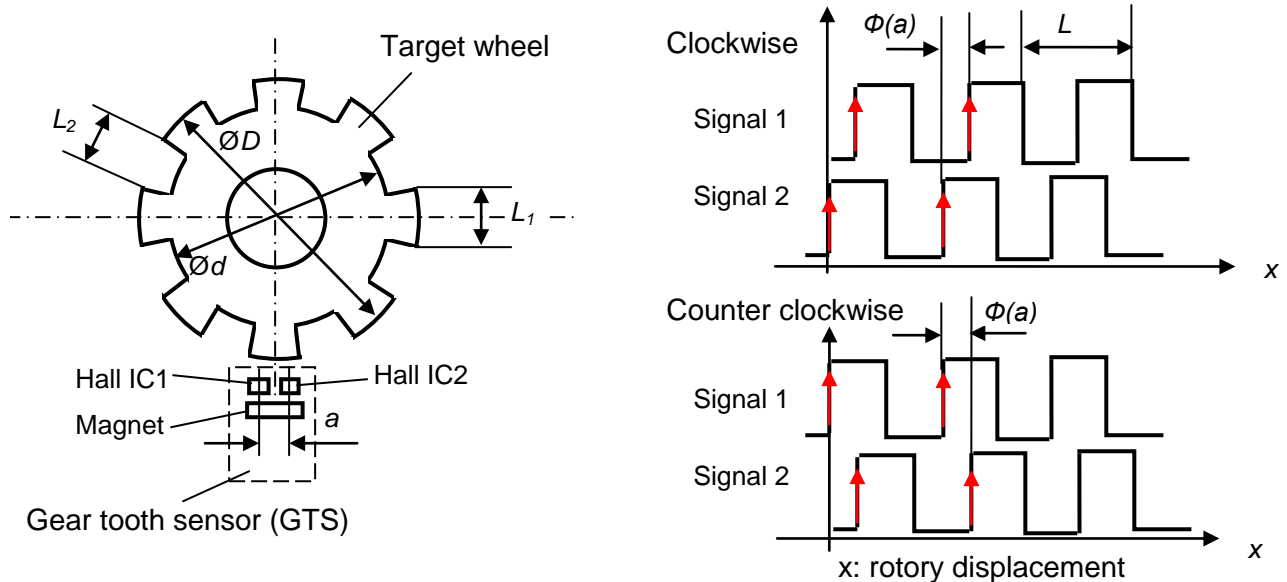 Target wheel
L2
ØD
L1
Ød
Hall IC1
Hall IC2
Magnet
a
Gear tooth sensor (GTS)
Clockwise
Φ(a)
L
Signal 1
Signal 2
x
Counter clockwise
Φ(a)
Signal 1
Signal 2
x
x: rotory displacement